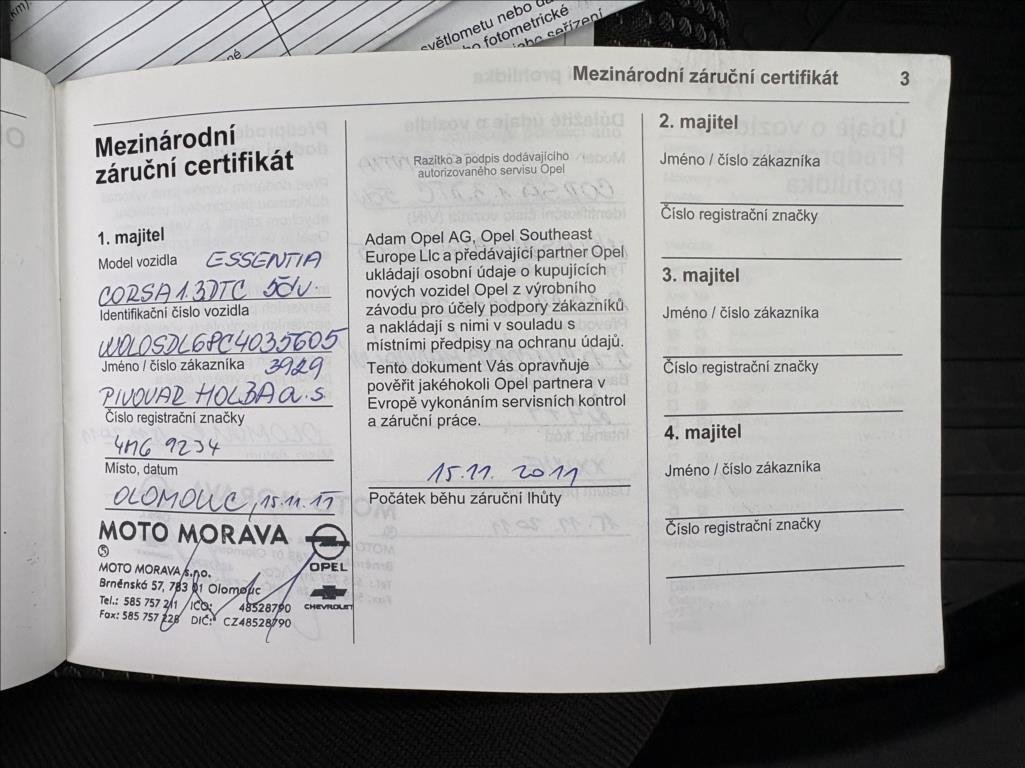 světlometu nebo
fotometrické
seřízení
Mezinárodní záruční certifikát 3
Mezinárodní
záruční certifikát
1. majitel
Model vozidla ESSENTIA
CORSA 1.3DTC 5dv.
Identifikační číslo vozidla
W0L0SDL6PC4035605
Jméno / číslo zákazníka 3929
PIVOVAR HOLBA a.s
Číslo registrační značky
4M6 9234
Místo, datum
OLOMOUC, 15.11.11
MOTO MORAVA
MOTO MORAVA s.r.o.
Brněnská 57, 783 01 Olomouc
Tel.: 585 757 211 IČO: 48528790
Fax: 585 757 228 DIČ: CZ48528790
OPEL
CHEVROLET
Razítko a podpis dodávajícího
autorizovaného servisu Opel
Adam Opel AG, Opel Southeast
Europe Llc a předávající partner Opel
ukládají osobní údaje o kupujících
nových vozidel Opel z výrobního
závodu pro účely podpory zákazníků
a nakládají s nimi v souladu s
místními předpisy na ochranu údajů.
Tento dokument Vás opravňuje
pověřit jakéhokoli Opel partnera v
Evropě vykonáním servisních kontrol
a záruční práce.
15.11. 2011
Počátek běhu záruční lhůty
2. majitel
Jméno / číslo zákazníka
Číslo registrační značky
3. majitel
Jméno / číslo zákazníka
Číslo registrační značky
4. majitel
Jméno / číslo zákazníka
Číslo registrační značky